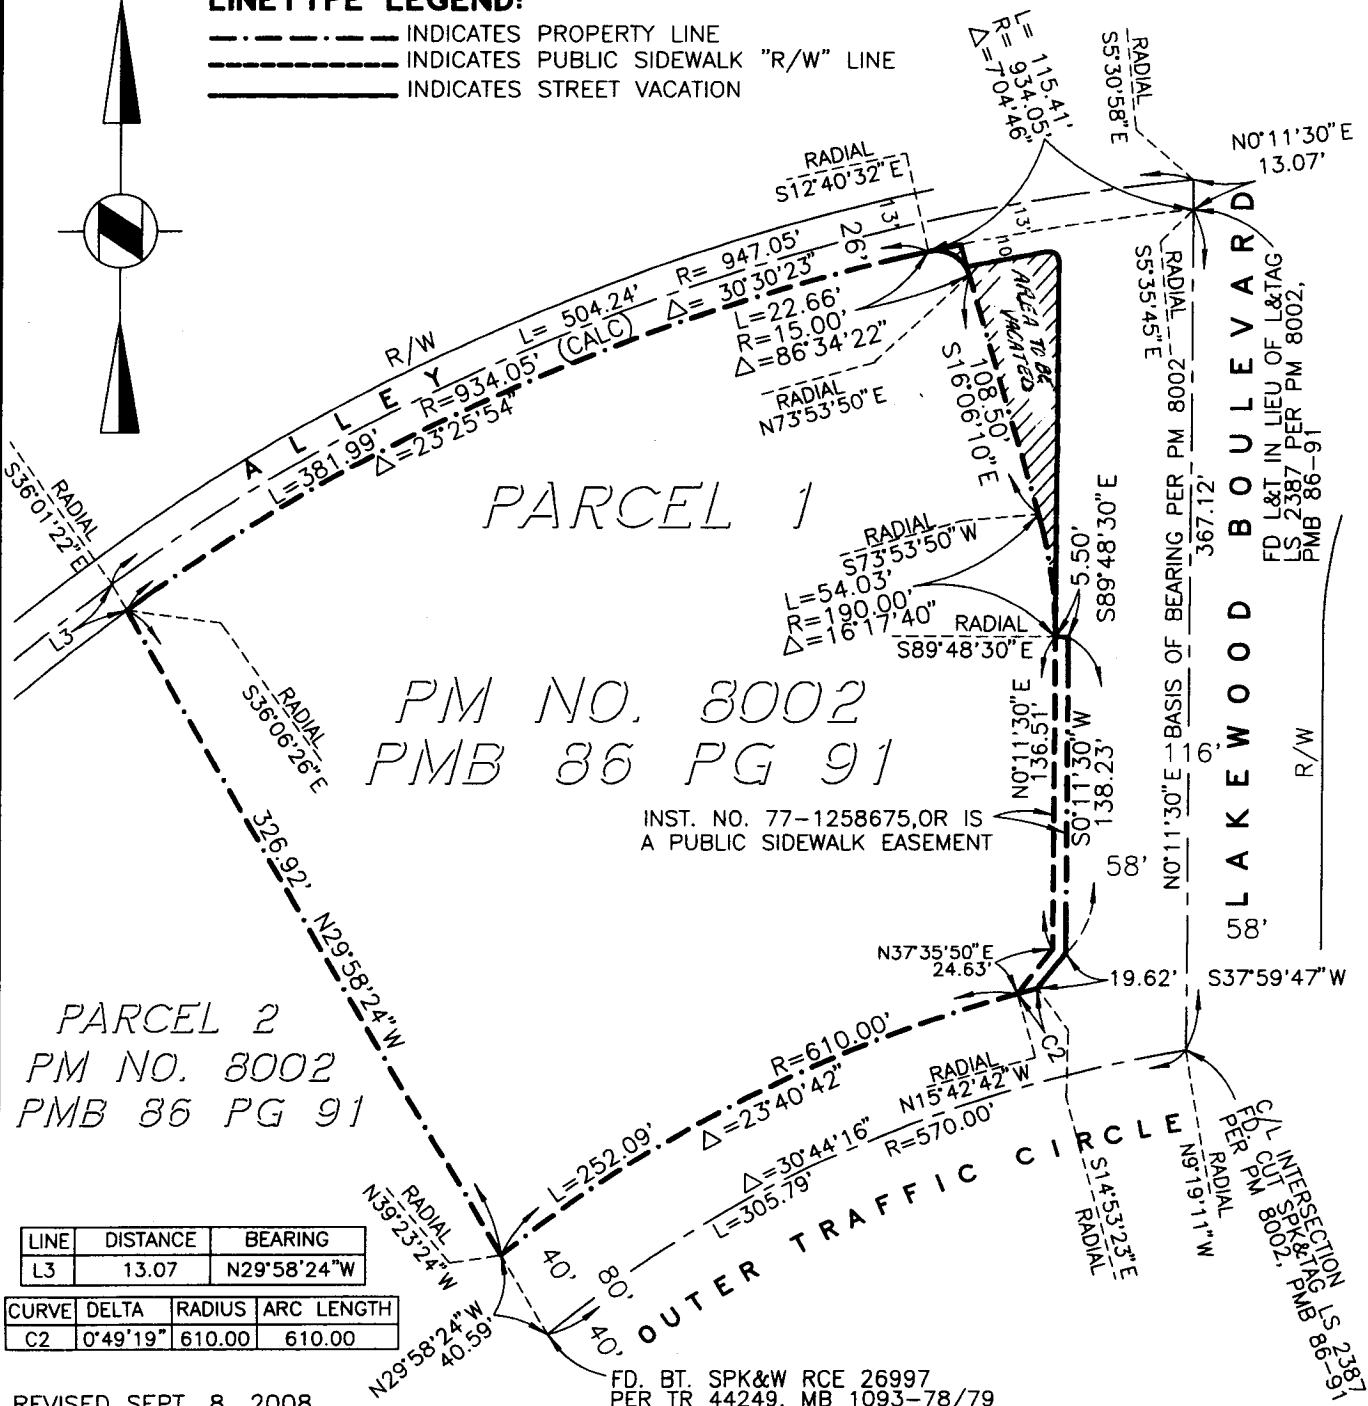 LINETYPE LEGEND:
INDICATES PROPERTY LINE
INDICATES PUBLIC SIDEWALK "R/W" LINE
INDICATES STREET VACATION
L= 115.41'
R= 934.05'
Δ=7°04'46"
RADIAL
S5°30'58"E
N0°11'30"E
13.07'
RADIAL
S12°40'32"E
13'
26'
13'
10'
R/W
L= 504.24'
R= 947.05'
Δ= 30°30'23"
(CALC)
ALLEY
L=381.99'
R=934.05'
Δ=23°25'54"
L=22.66'
R=15.00'
Δ=86°34'22"
RADIAL
N73°53'50"E
AREA TO BE
VACATED
108.50'
S16°06'10"E
RADIAL
S5°35'45"E
FD L&T IN LIEU OF L&TAG
LS 2387 PER PM 8002,
PMB 86-91
RADIAL
S36°01'22"E
L3
RADIAL
S36°06'26"E
PARCEL 1
RADIAL
S73°53'50"W
L=54.03'
R=190.00'
Δ=16°17'40"
RADIAL
S89°48'30"E
5.50'
S89°48'30"E
PM NO. 8002
PMB 86 PG 91
N0°11'30"E
136.51'
S0°11'30"W
138.23'
N0°11'30"E BASIS OF BEARING PER PM 8002
367.12'
116'
LAKEWOOD BOULEVARD
R/W
INST. NO. 77-1258675,OR IS
A PUBLIC SIDEWALK EASEMENT
58'
58'
326.92'
N29°58'24"W
N37°35'50"E
24.63'
19.62'
S37°59'47"W
PARCEL 2
PM NO. 8002
PMB 86 PG 91
R=610.00'
Δ=23°40'42"
L=252.09'
RADIAL
N15°42'42"W
C2
Δ=30°44'16"
R=570.00'
L=305.79'
OUTER TRAFFIC CIRCLE
S14°53'23"E
RADIAL
RADIAL
N9°19'11"W
C/L INTERSECTION
FD. CUT SPK&TAG LS 2387
PER PM 8002, PMB 86-91
RADIAL
N39°23'24"W
40'
80'
40'
N29°58'24"W
40.59'
FD. BT. SPK&W RCE 26997
PER TR 44249, MB 1093-78/79
LINE DISTANCE BEARING
L3 13.07 N29°58'24"W
CURVE DELTA RADIUS ARC LENGTH
C2 0°49'19" 610.00 610.00
REVISED SEPT. 8, 2008